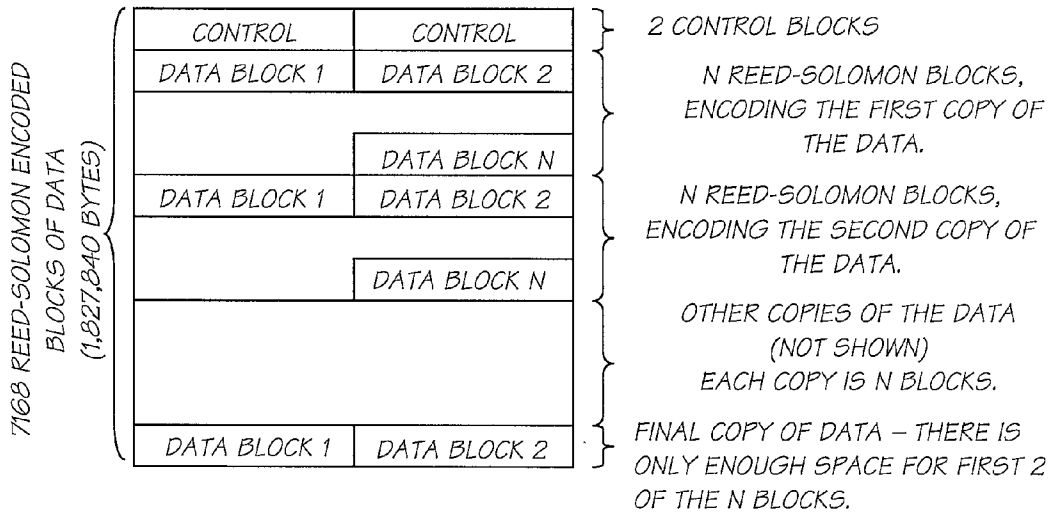 7168 REED-SOLOMON ENCODED
BLOCKS OF DATA
(1,827,840 BYTES)
CONTROL CONTROL
2 CONTROL BLOCKS
DATA BLOCK 1 DATA BLOCK 2
DATA BLOCK N
N REED-SOLOMON BLOCKS,
ENCODING THE FIRST COPY OF
THE DATA.
DATA BLOCK 1 DATA BLOCK 2
DATA BLOCK N
N REED-SOLOMON BLOCKS,
ENCODING THE SECOND COPY OF
THE DATA.
OTHER COPIES OF THE DATA
(NOT SHOWN)
EACH COPY IS N BLOCKS.
DATA BLOCK 1 DATA BLOCK 2
FINAL COPY OF DATA – THERE IS
ONLY ENOUGH SPACE FOR FIRST 2
OF THE N BLOCKS.